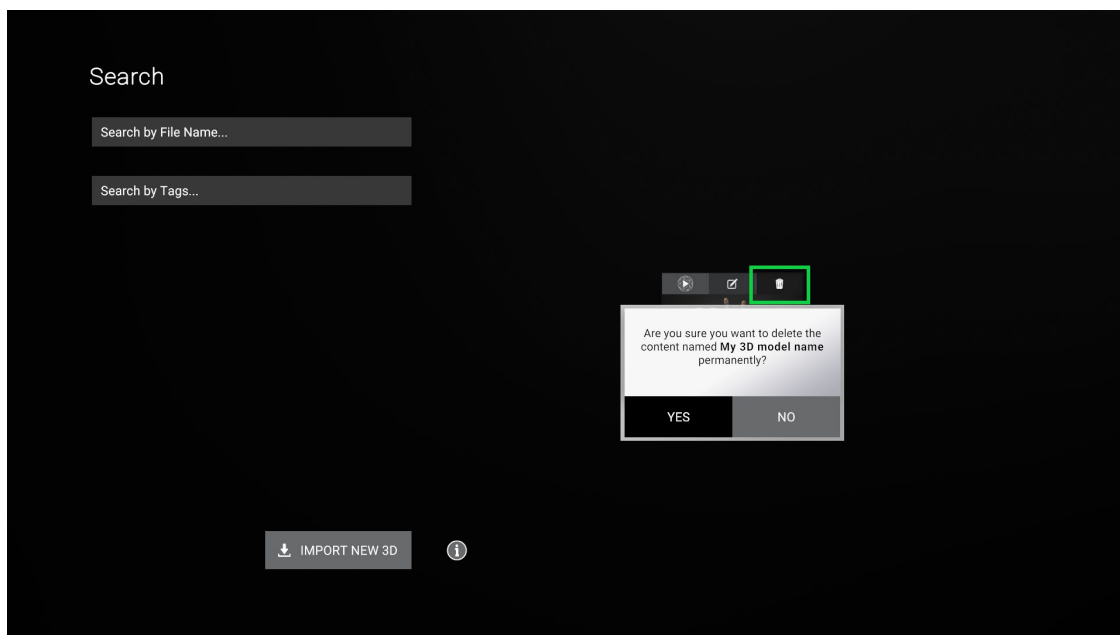 Search
Search by File Name...
Search by Tags...
Are you sure you want to delete the
content named My 3D model name
permanently?
YES
NO
IMPORT NEW 3D